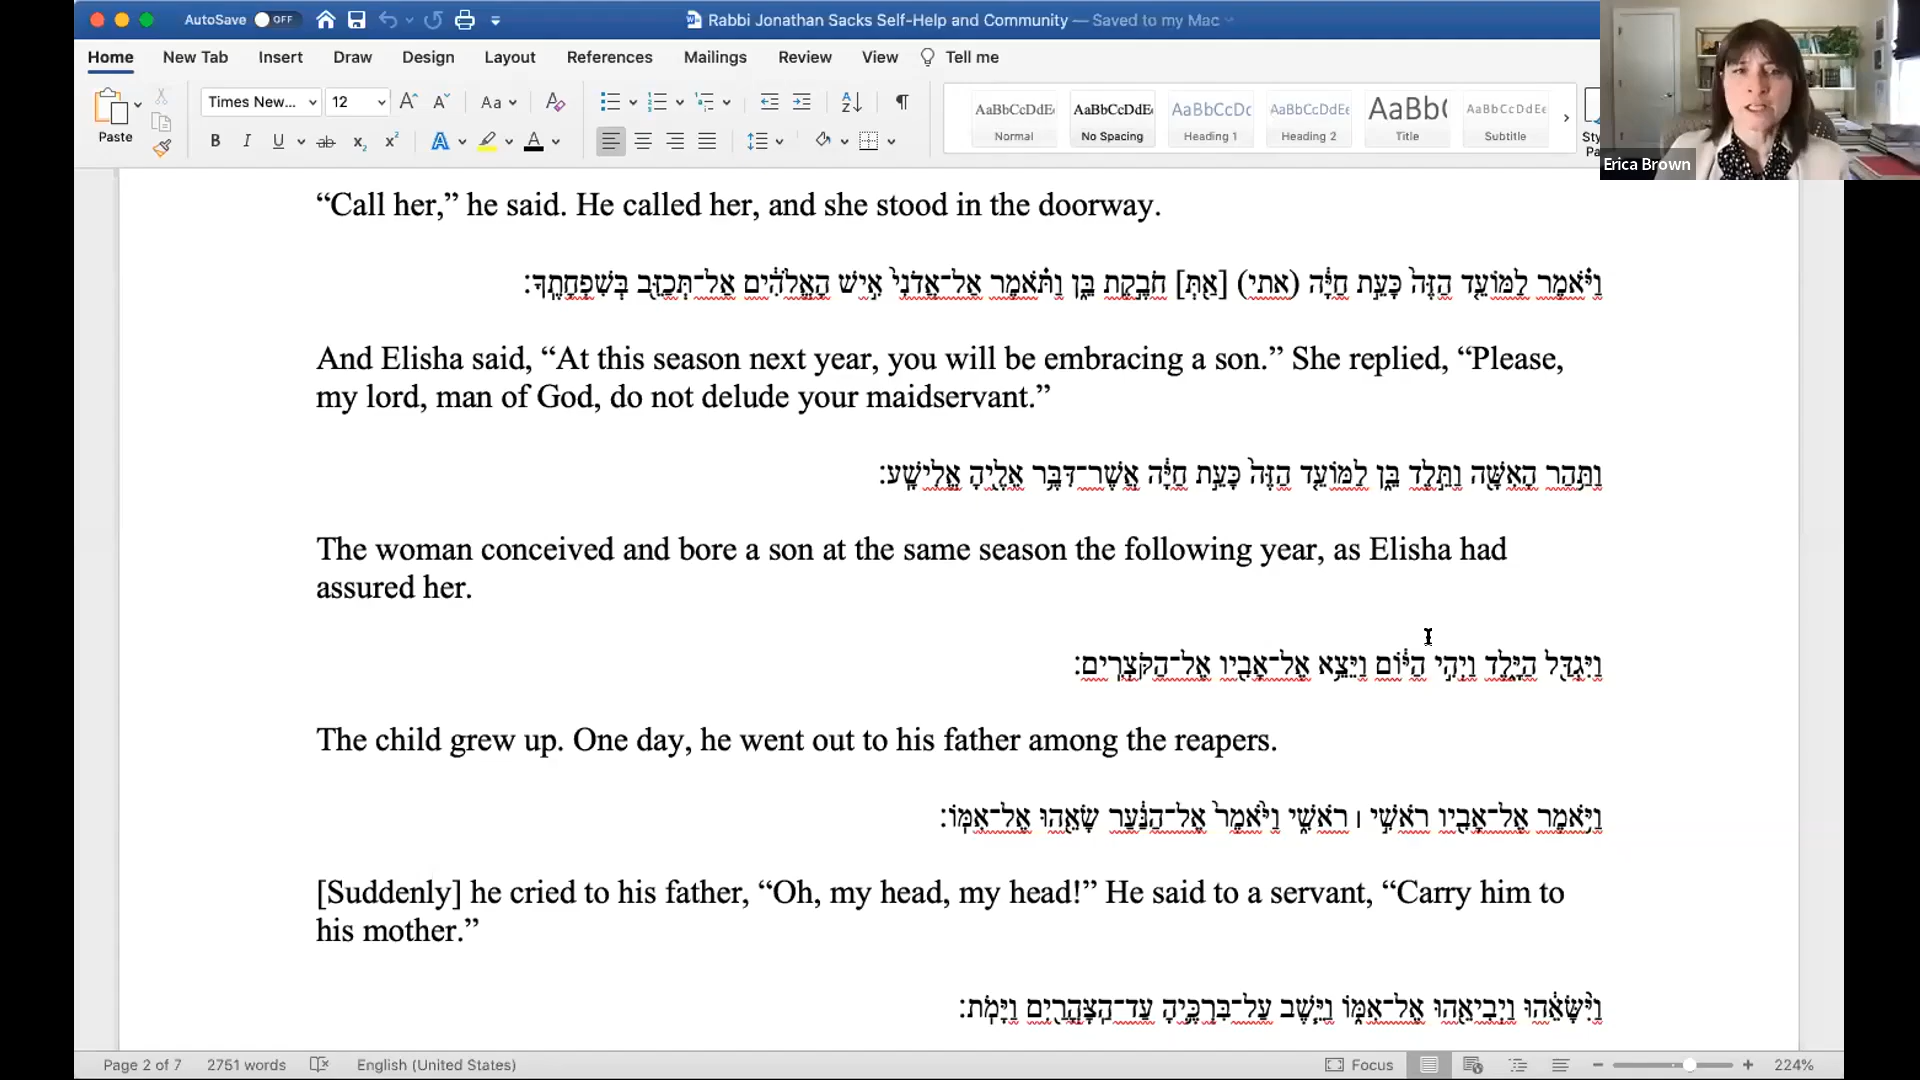 AutoSave OFF
Rabbi Jonathan Sacks Self-Help and Community — Saved to my Mac
Home New Tab Insert Draw Design Layout References Mailings Review View Tell me
Erica Brown
Paste
Times New... 12
AaBbCcDdEe AaBbCcDdEe AaBbCcDc AaBbCcDdEe AaBb( AaBbCcDdEe
Normal No Spacing Heading 1 Heading 2 Title Subtitle
“Call her,” he said. He called her, and she stood in the doorway.
וַיֹּ֗אמֶר לַמּוֹעֵ֤ד הַזֶּה֙ כָּעֵ֣ת חַיָּ֔ה (אתי) [אַ֖תְּ] חֹבֶ֣קֶת בֵּ֑ן וַתֹּ֗אמֶר אַל־אֲדֹנִי֙ אִ֣ישׁ הָאֱלֹהִ֔ים אַל־תְּכַזֵּ֖ב בְּשִׁפְחָתֶֽךָ׃
And Elisha said, “At this season next year, you will be embracing a son.” She replied, “Please,
my lord, man of God, do not delude your maidservant.”
וַתַּ֥הַר הָאִשָּׁ֖ה וַתֵּ֣לֶד בֵּ֑ן לַמּוֹעֵ֤ד הַזֶּה֙ כָּעֵ֣ת חַיָּ֔ה אֲשֶׁר־דִּבֶּ֥ר אֵלֶ֖יהָ אֱלִישָֽׁע׃
The woman conceived and bore a son at the same season the following year, as Elisha had
assured her.
וַיִּגְדַּ֖ל הַיָּ֑לֶד וַיְהִ֣י הַיּ֔וֹם וַיֵּצֵ֥א אֶל־אָבִ֖יו אֶל־הַקֹּצְרִֽים׃
The child grew up. One day, he went out to his father among the reapers.
וַיֹּ֥אמֶר אֶל־אָבִ֖יו רֹאשִׁ֣י ׀ רֹאשִׁ֑י וַיֹּ֙אמֶר֙ אֶל־הַנַּ֔עַר שָׂאֵ֖הוּ אֶל־אִמּֽוֹ׃
[Suddenly] he cried to his father, “Oh, my head, my head!” He said to a servant, “Carry him to
his mother.”
וַיִּ֨שָּׂאֵ֔הוּ וַיְבִיאֵ֖הוּ אֶל־אִמּ֑וֹ וַיֵּ֧שֶׁב עַל־בִּרְכֶּ֛יהָ עַד־הַֽצָּהֳרַ֖יִם וַיָּמֹֽת׃
Page 2 of 7 2751 words English (United States) Focus 224%